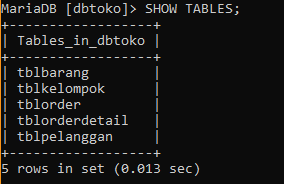 MariaDB [dbtoko]> SHOW TABLES;
+------------------+
| Tables_in_dbtoko |
+------------------+
| tblbarang        |
| tblkelompok      |
| tblorder         |
| tblorderdetail   |
| tblpelanggan     |
+------------------+
5 rows in set (0.013 sec)